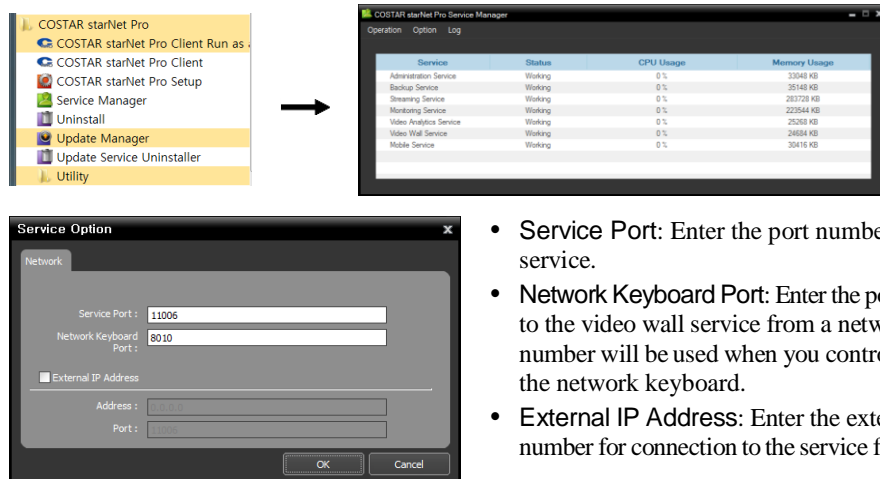 COSTAR starNet Pro
COSTAR starNet Pro Client Run as
COSTAR starNet Pro Client
COSTAR starNet Pro Setup
Service Manager
Uninstall
Update Manager
Update Service Uninstaller
Utility
COSTAR starNet Pro Service Manager
Operation Option Log
Service Status CPU Usage Memory Usage
Administration Service Working 0 % 33048 KB
Backup Service Working 0 % 35148 KB
Streaming Service Working 0 % 283728 KB
Monitoring Service Working 0 % 223544 KB
Video Analytics Service Working 0 % 25268 KB
Video Wall Service Working 0 % 24684 KB
Mobile Service Working 0 % 30416 KB
Service Option x
Network
Service Port : 11006
Network Keyboard Port : 8010
External IP Address
Address : 0.0.0.0
Port : 11006
OK Cancel
• Service Port: Enter the port numbe
service.
• Network Keyboard Port: Enter the po
to the video wall service from a netw
number will be used when you contro
the network keyboard.
• External IP Address: Enter the exte
number for connection to the service f